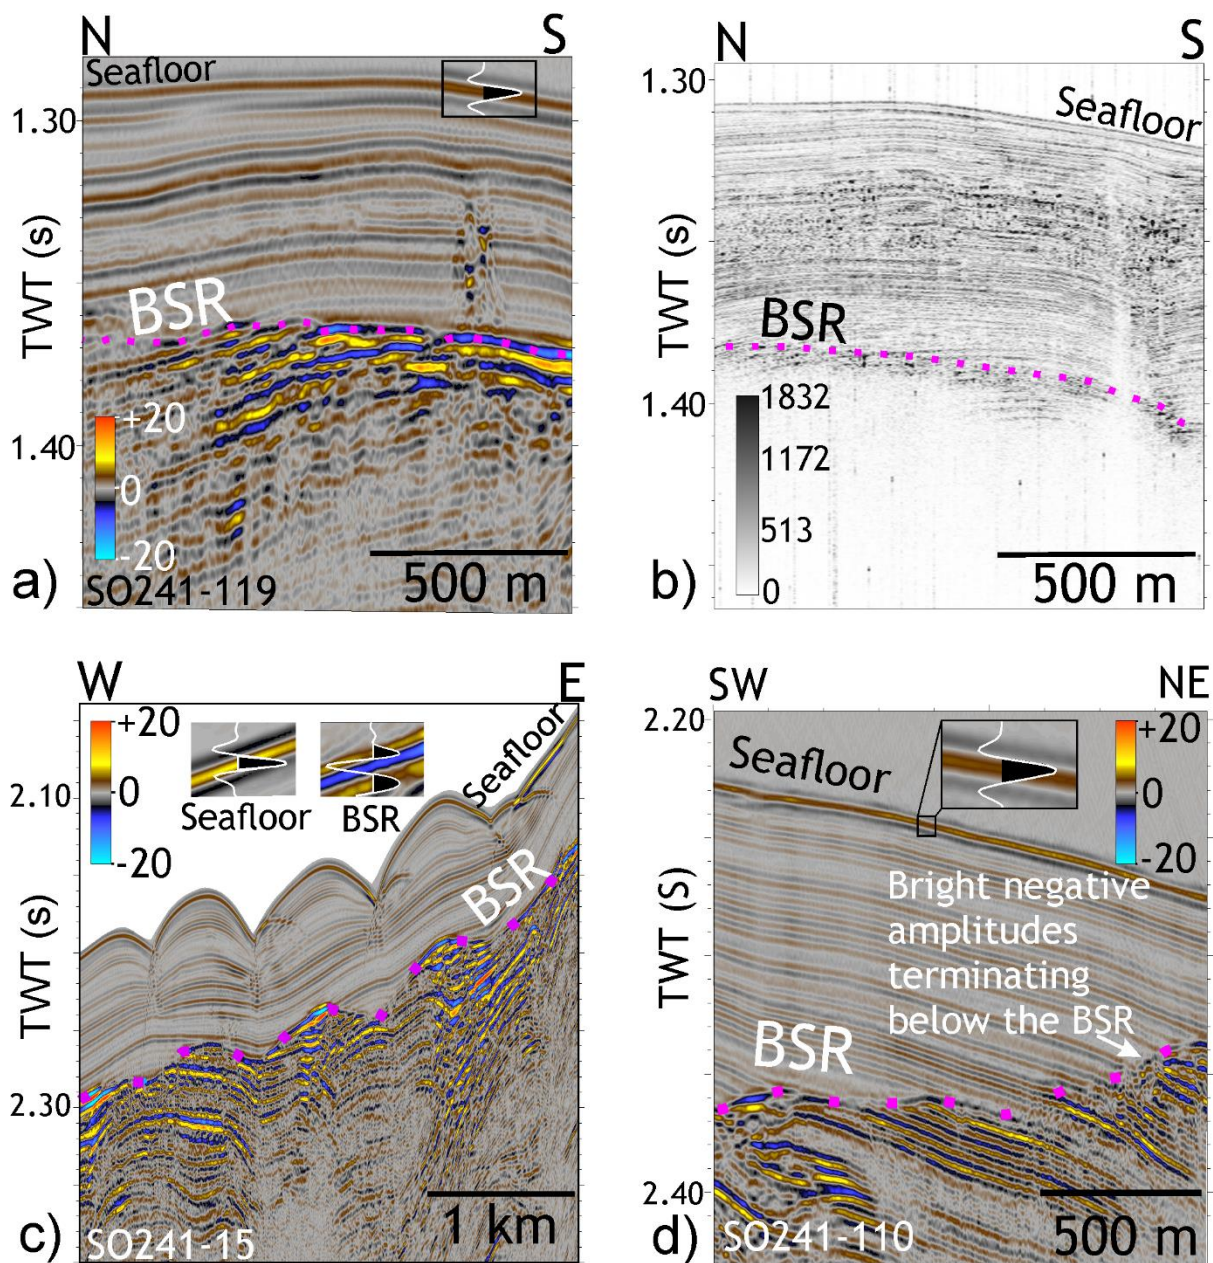 N
S
Seafloor
1.30
TWT (s)
BSR
1.40
+20
0
-20
500 m
a)
SO241-119
N
S
1.30
Seafloor
TWT (s)
BSR
1.40
1832
1172
513
0
500 m
b)
W
E
+20
0
-20
Seafloor
BSR
Seafloor
2.10
TWT (s)
BSR
2.30
1 km
c)
SO241-15
SW
NE
2.20
+20
0
-20
Seafloor
TWT (S)
Bright negative
amplitudes
terminating
below the BSR
BSR
2.40
500 m
d)
SO241-110